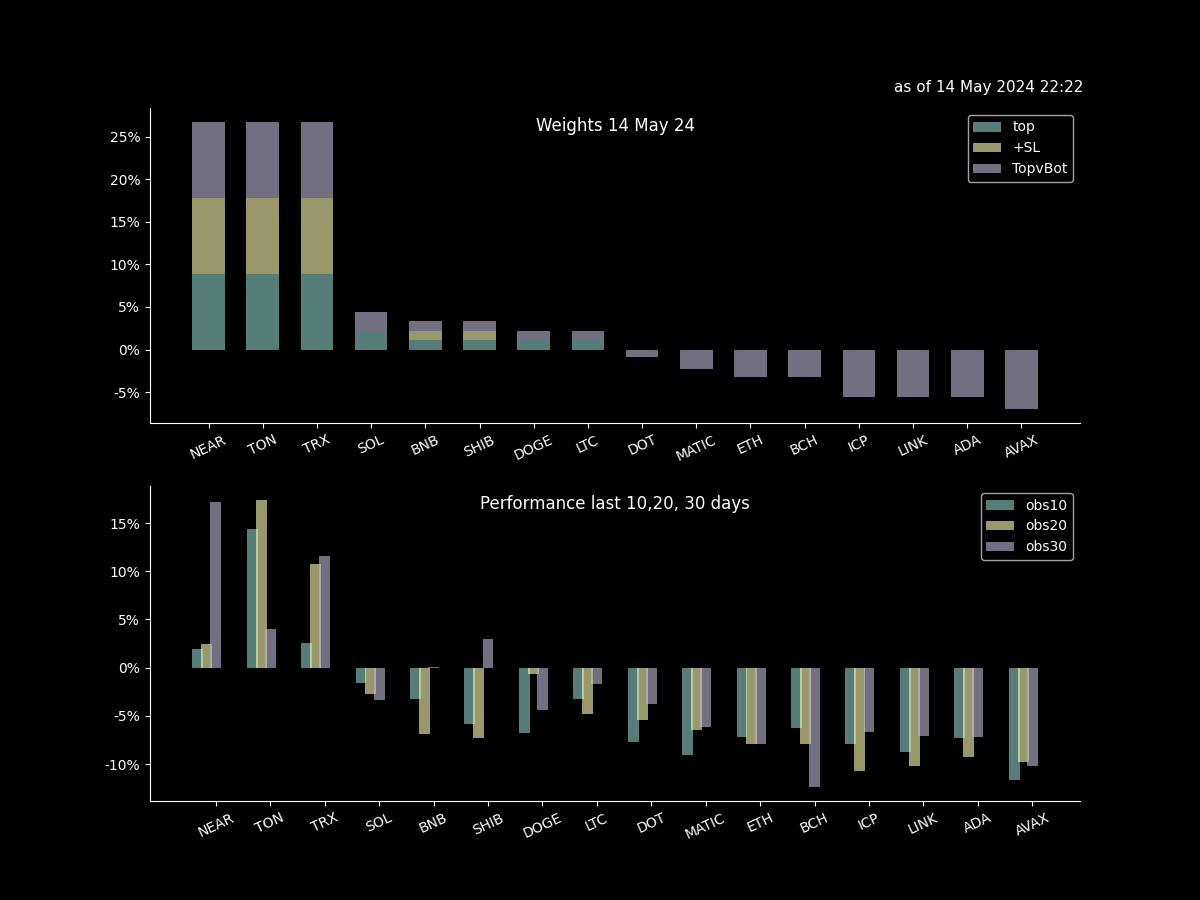 as of 14 May 2024 22:22
Weights 14 May 24
top
+SL
TopvBot
25%
20%
15%
10%
5%
0%
-5%
NEAR TON TRX SOL BNB SHIB DOGE LTC DOT MATIC ETH BCH ICP LINK ADA AVAX
Performance last 10,20, 30 days
obs10
obs20
obs30
15%
10%
5%
0%
-5%
-10%
NEAR TON TRX SOL BNB SHIB DOGE LTC DOT MATIC ETH BCH ICP LINK ADA AVAX